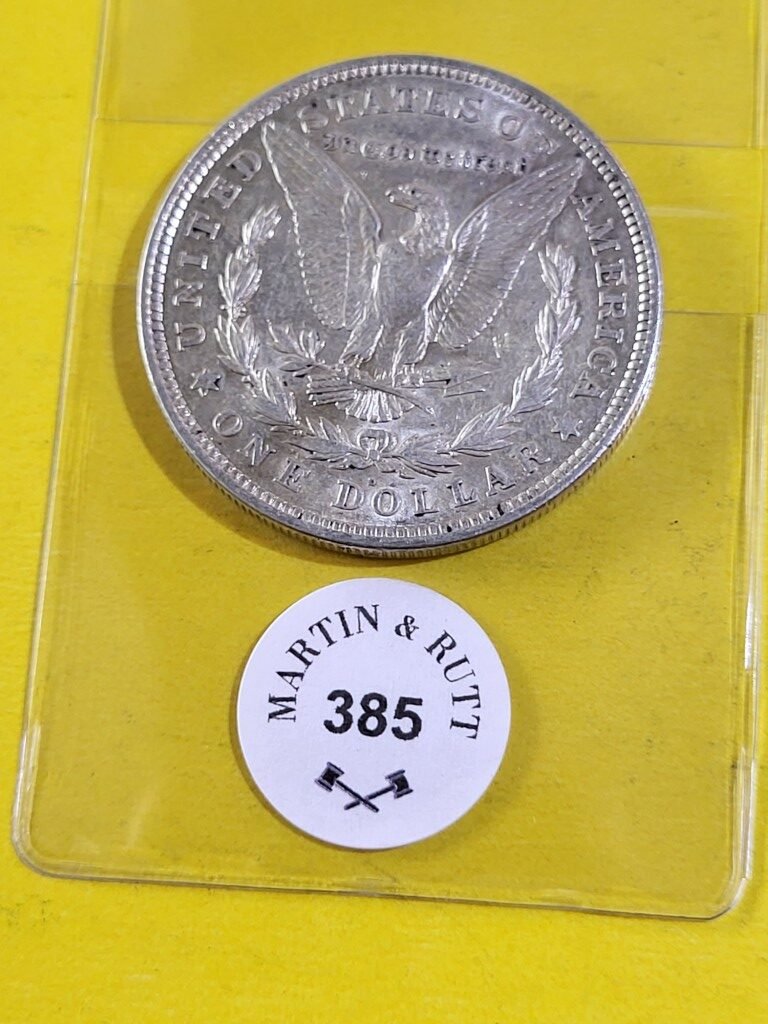 UNITED STATES OF AMERICA
In God we trust
ONE DOLLAR
MARTIN & RUTT
385